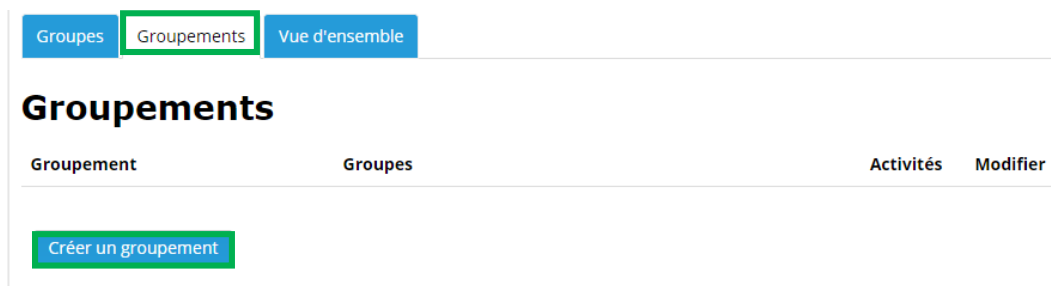 Groupes Groupements Vue d'ensemble
Groupements
Groupement Groupes Activités Modifier
Créer un groupement